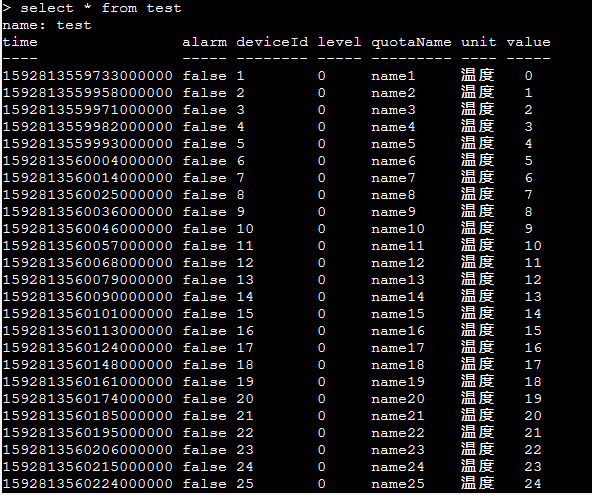 > select * from test
name: test
time alarm deviceId level quotaName unit value
---- ----- -------- ----- --------- ---- -----
1592813559733000000 false 1 0 name1 温度 0
1592813559958000000 false 2 0 name2 温度 1
1592813559971000000 false 3 0 name3 温度 2
1592813559982000000 false 4 0 name4 温度 3
1592813559993000000 false 5 0 name5 温度 4
1592813560004000000 false 6 0 name6 温度 5
1592813560014000000 false 7 0 name7 温度 6
1592813560025000000 false 8 0 name8 温度 7
1592813560036000000 false 9 0 name9 温度 8
1592813560046000000 false 10 0 name10 温度 9
1592813560057000000 false 11 0 name11 温度 10
1592813560068000000 false 12 0 name12 温度 11
1592813560079000000 false 13 0 name13 温度 12
1592813560090000000 false 14 0 name14 温度 13
1592813560101000000 false 15 0 name15 温度 14
1592813560113000000 false 16 0 name16 温度 15
1592813560124000000 false 17 0 name17 温度 16
1592813560148000000 false 18 0 name18 温度 17
1592813560161000000 false 19 0 name19 温度 18
1592813560174000000 false 20 0 name20 温度 19
1592813560185000000 false 21 0 name21 温度 20
1592813560195000000 false 22 0 name22 温度 21
1592813560206000000 false 23 0 name23 温度 22
1592813560215000000 false 24 0 name24 温度 23
1592813560224000000 false 25 0 name25 温度 24